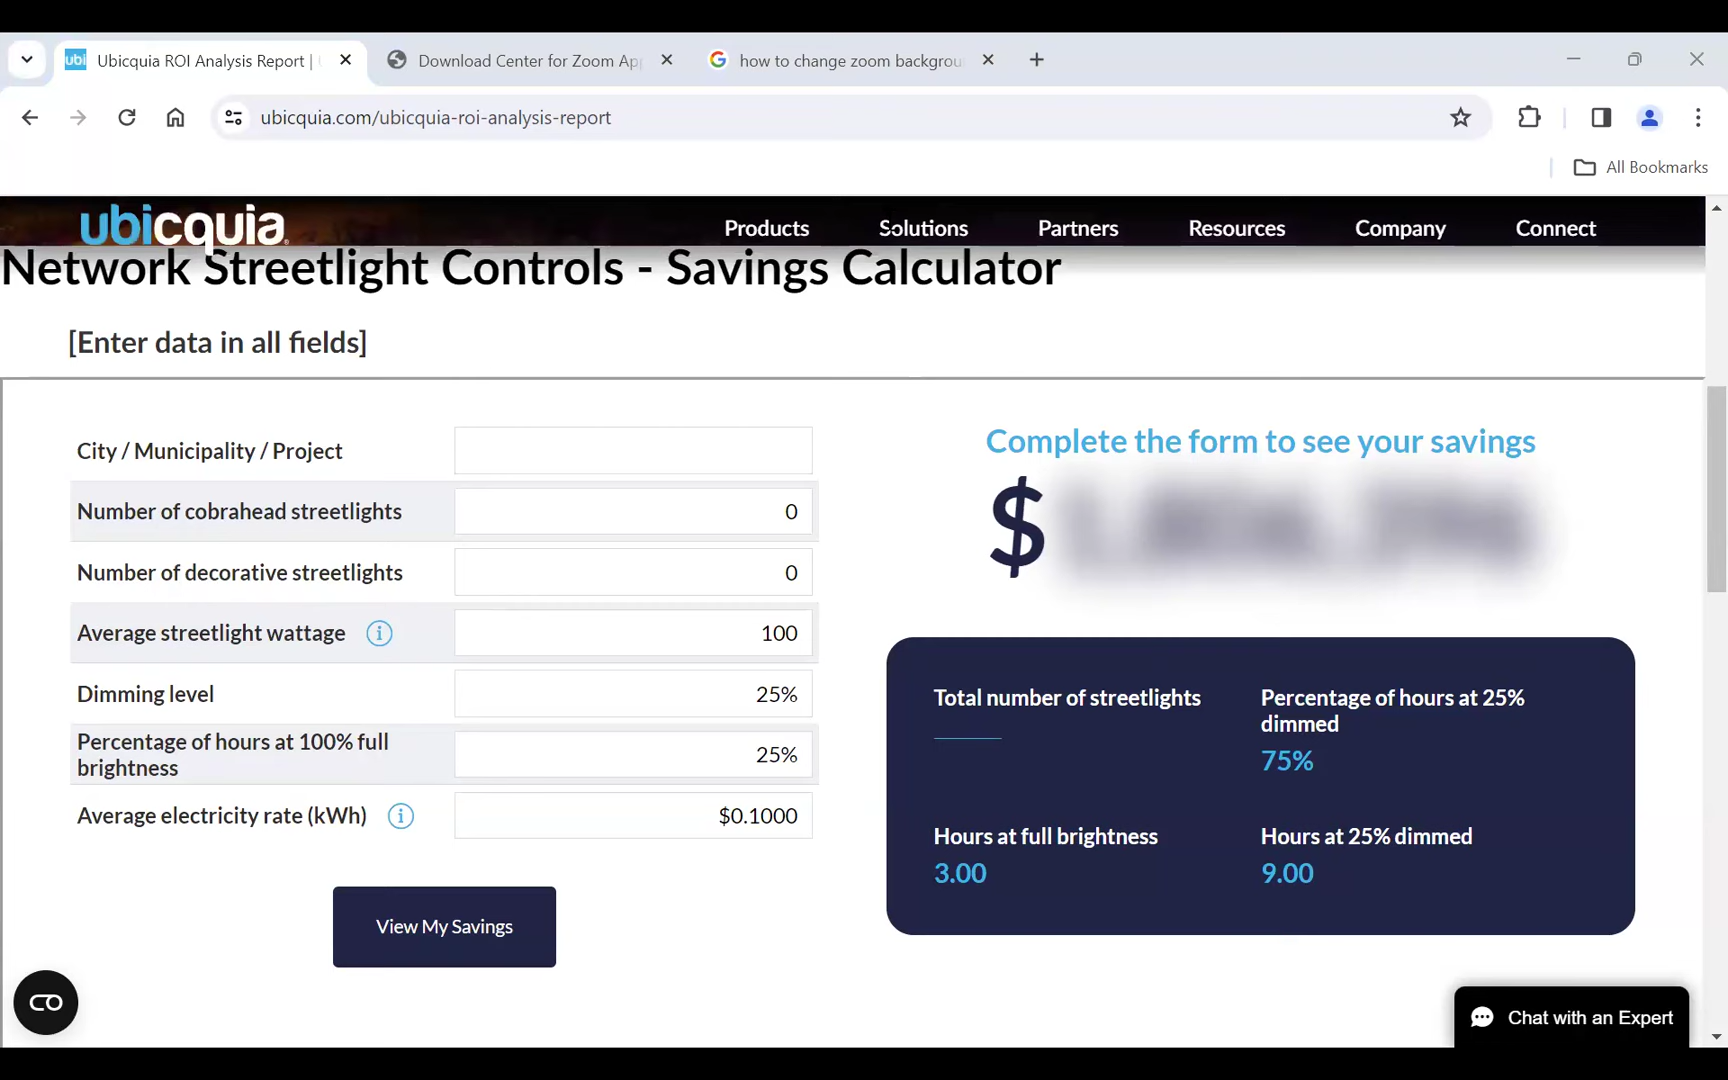 ubi Ubicquia ROI Analysis Report |
Download Center for Zoom Ap
how to change zoom backgrou
ubicquia.com/ubicquia-roi-analysis-report
All Bookmarks
ubicquia
Products Solutions Partners Resources Company Connect
Network Streetlight Controls - Savings Calculator
[Enter data in all fields]
City / Municipality / Project
Number of cobrahead streetlights 0
Number of decorative streetlights 0
Average streetlight wattage i 100
Dimming level 25%
Percentage of hours at 100% full
brightness 25%
Average electricity rate (kWh) i $0.1000
View My Savings
Complete the form to see your savings
$
Total number of streetlights
Percentage of hours at 25%
dimmed
75%
Hours at full brightness
3.00
Hours at 25% dimmed
9.00
Chat with an Expert